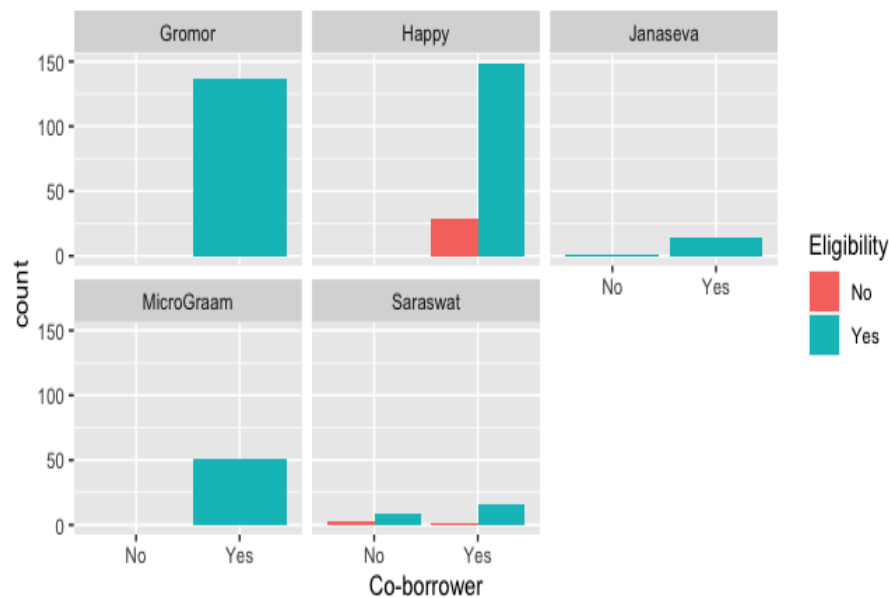 Gromor Happy Janaseva
150
100
50
0
No Yes
MicroGraam Saraswat
150
100
50
0
No Yes No Yes
count
Co-borrower
Eligibility
No
Yes